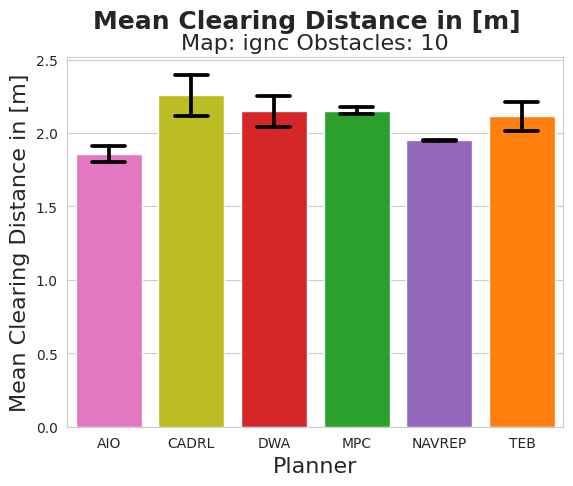 Mean Clearing Distance in [m]
Map: ignc Obstacles: 10
Mean Clearing Distance in [m]
2.5
2.0
1.5
1.0
0.5
0.0
AIO CADRL DWA MPC NAVREP TEB
Planner